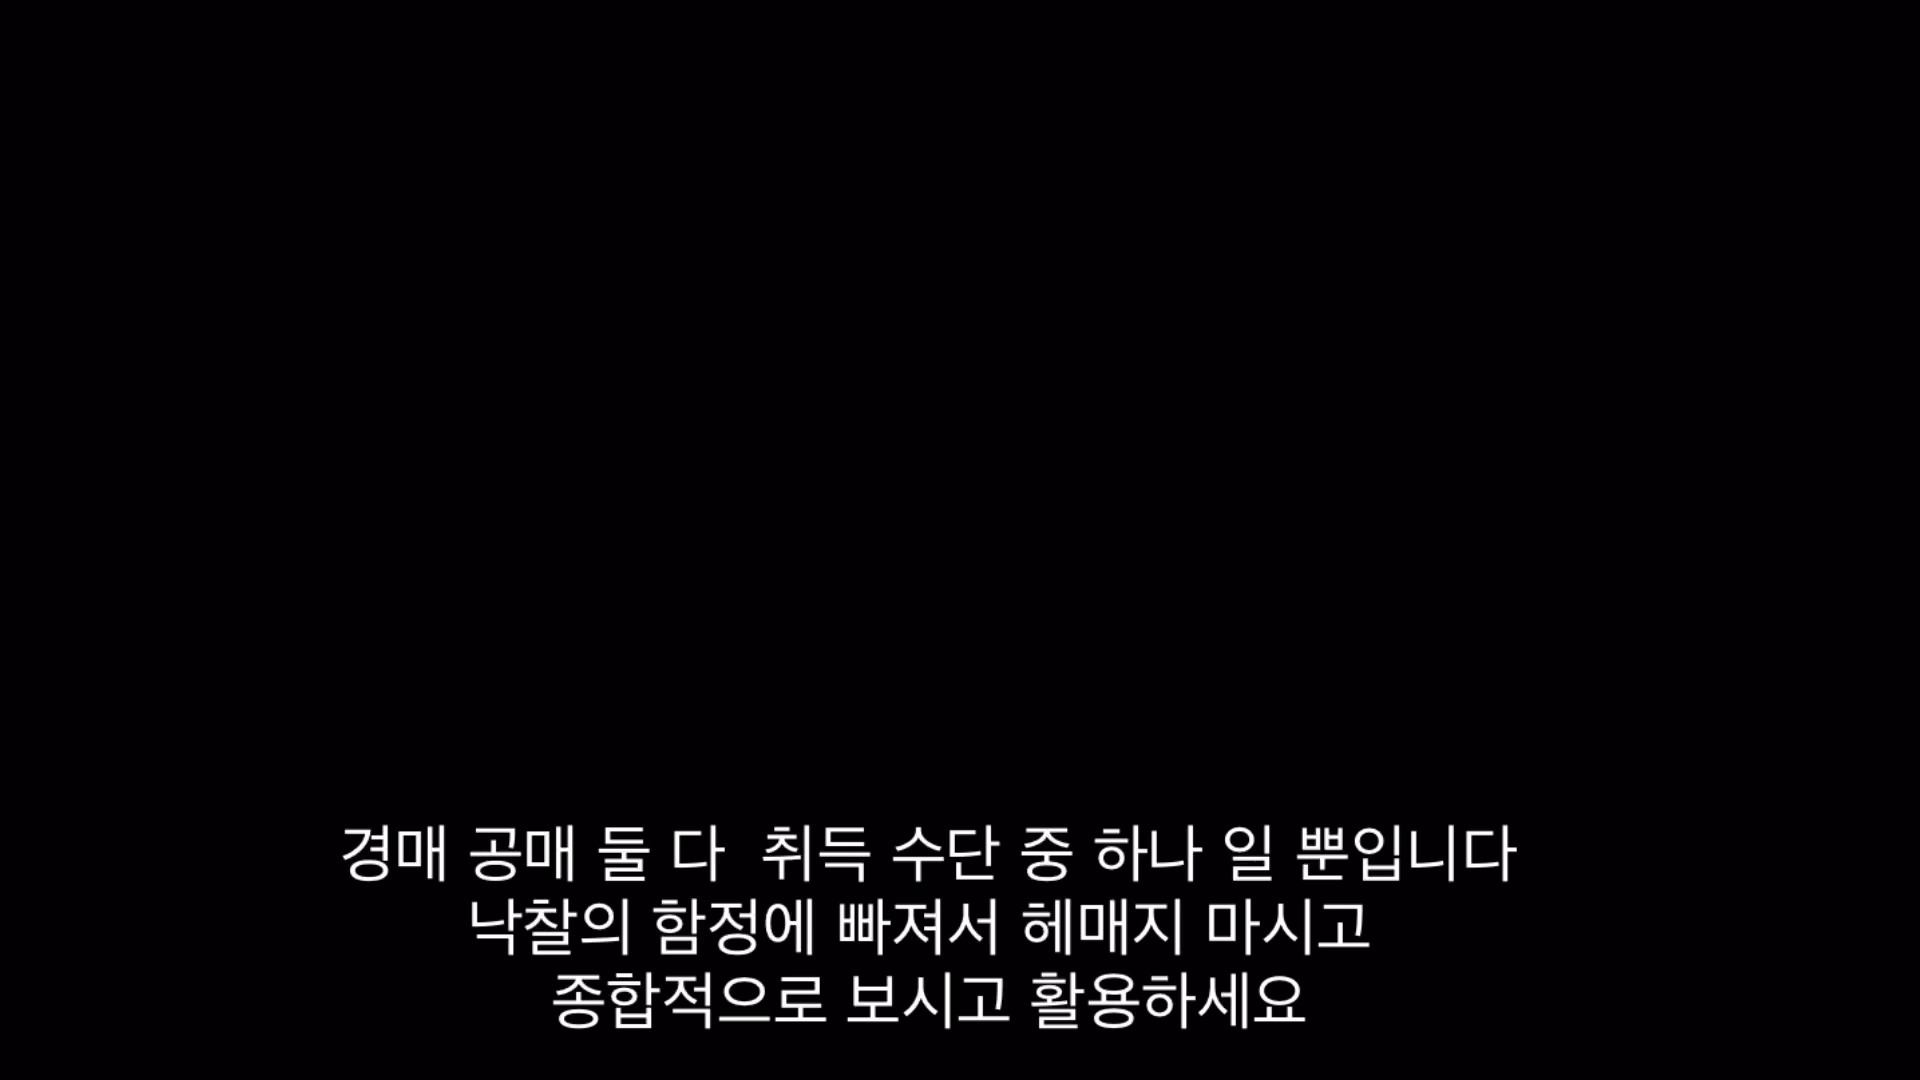 경매 공매 둘 다  취득 수단 중 하나 일 뿐입니다
낙찰의 함정에 빠져서 헤매지 마시고
종합적으로 보시고 활용하세요